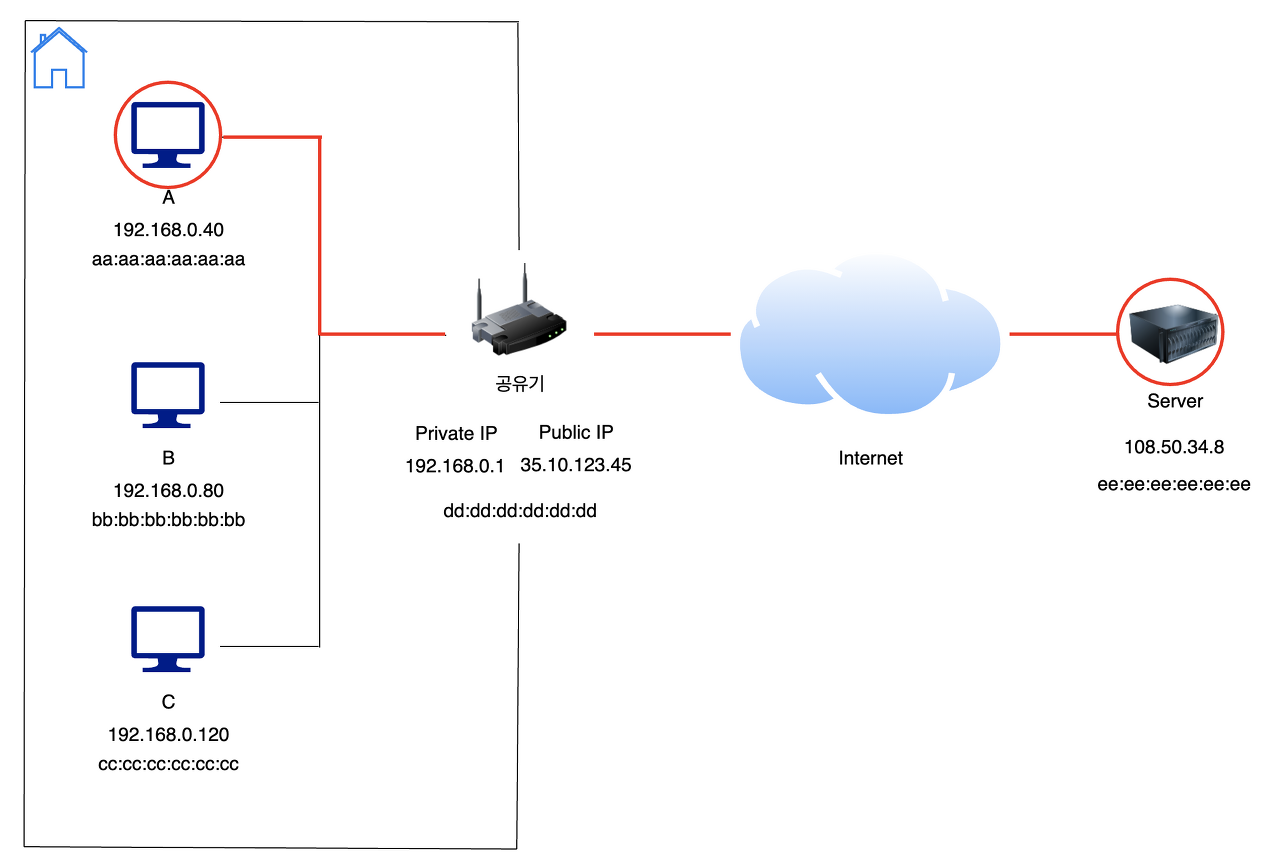 A
192.168.0.40
aa:aa:aa:aa:aa:aa
B
192.168.0.80
bb:bb:bb:bb:bb:bb
C
192.168.0.120
cc:cc:cc:cc:cc:cc
공유기
Private IP Public IP
192.168.0.1 35.10.123.45
dd:dd:dd:dd:dd:dd
Internet
Server
108.50.34.8
ee:ee:ee:ee:ee:ee